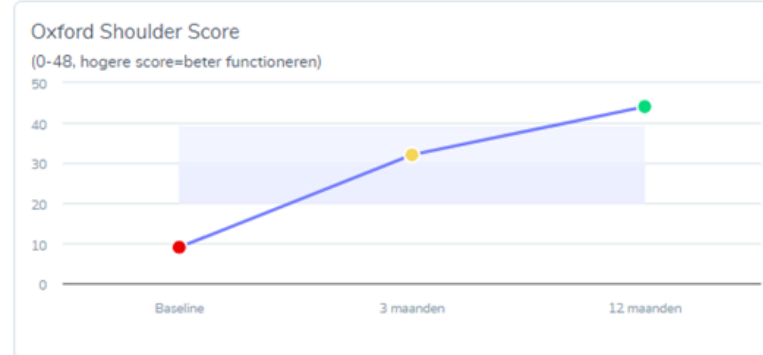 Oxford Shoulder Score
(0-48, hogere score=beter functioneren)
50
40
30
20
10
0
Baseline 3 maanden 12 maanden